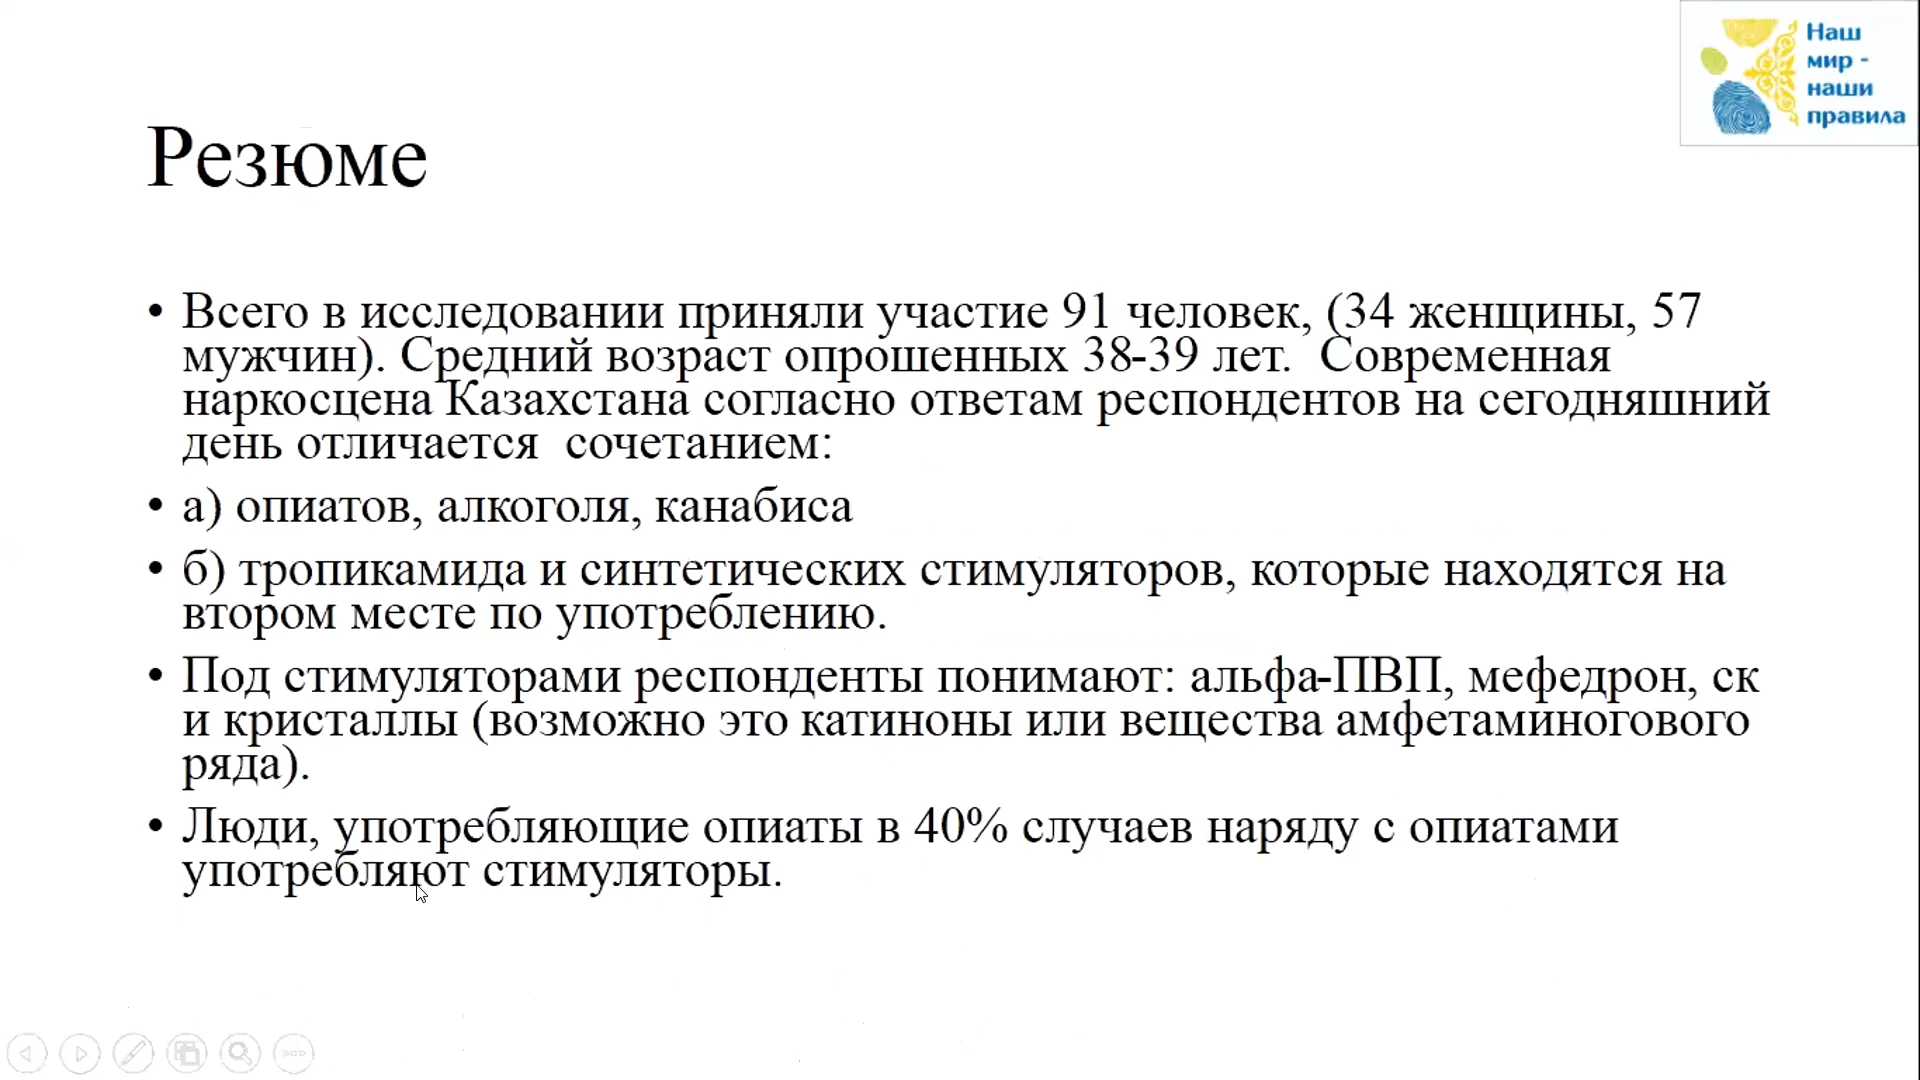 Наш
мир -
наши
правила
Резюме
• Всего в исследовании приняли участие 91 человек, (34 женщины, 57
мужчин). Средний возраст опрошенных 38-39 лет.  Современная
наркосцена Казахстана согласно ответам респондентов на сегодняшний
день отличается  сочетанием:
• а) опиатов, алкоголя, канабиса
• б) тропикамида и синтетических стимуляторов, которые находятся на
втором месте по употреблению.
• Под стимуляторами респонденты понимают: альфа-ПВП, мефедрон, ск
и кристаллы (возможно это катиноны или вещества амфетаминогового
ряда).
• Люди, употребляющие опиаты в 40% случаев наряду с опиатами
употребляют стимуляторы.